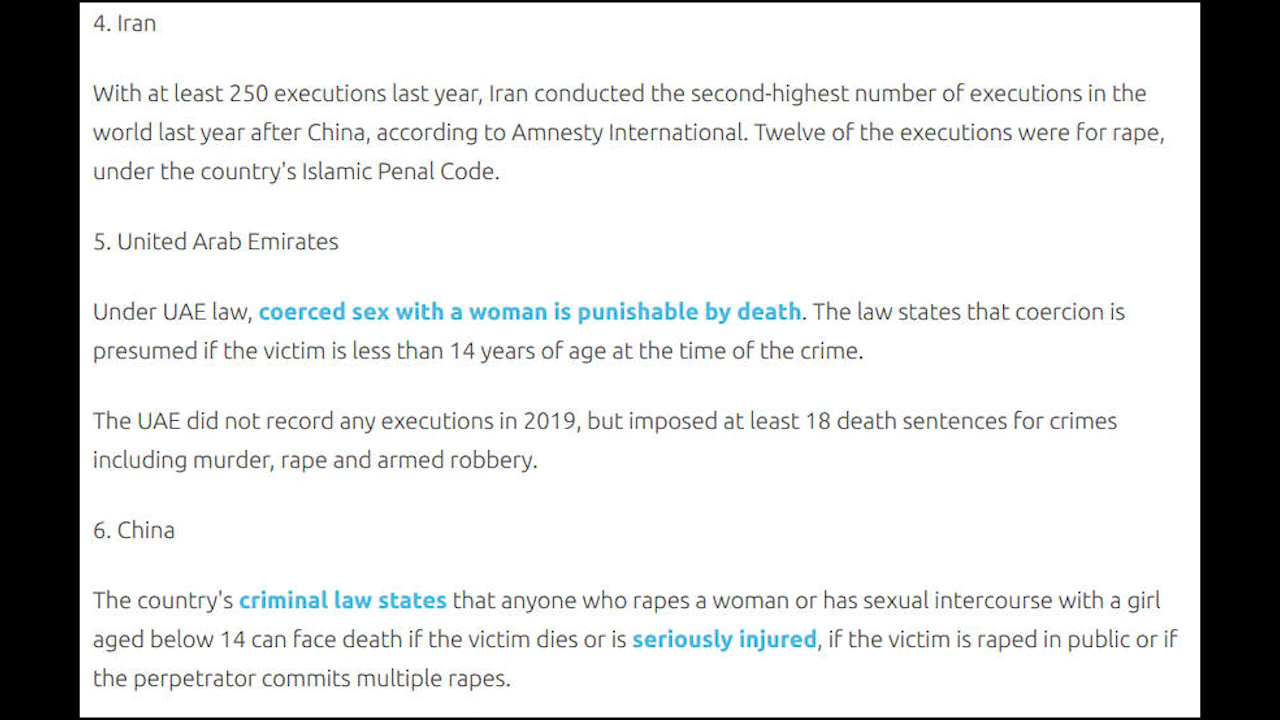 4. Iran
With at least 250 executions last year, Iran conducted the second-highest number of executions in the
world last year after China, according to Amnesty International. Twelve of the executions were for rape,
under the country's Islamic Penal Code.
5. United Arab Emirates
Under UAE law, coerced sex with a woman is punishable by death. The law states that coercion is
presumed if the victim is less than 14 years of age at the time of the crime.
The UAE did not record any executions in 2019, but imposed at least 18 death sentences for crimes
including murder, rape and armed robbery.
6. China
The country's criminal law states that anyone who rapes a woman or has sexual intercourse with a girl
aged below 14 can face death if the victim dies or is seriously injured, if the victim is raped in public or if
the perpetrator commits multiple rapes.